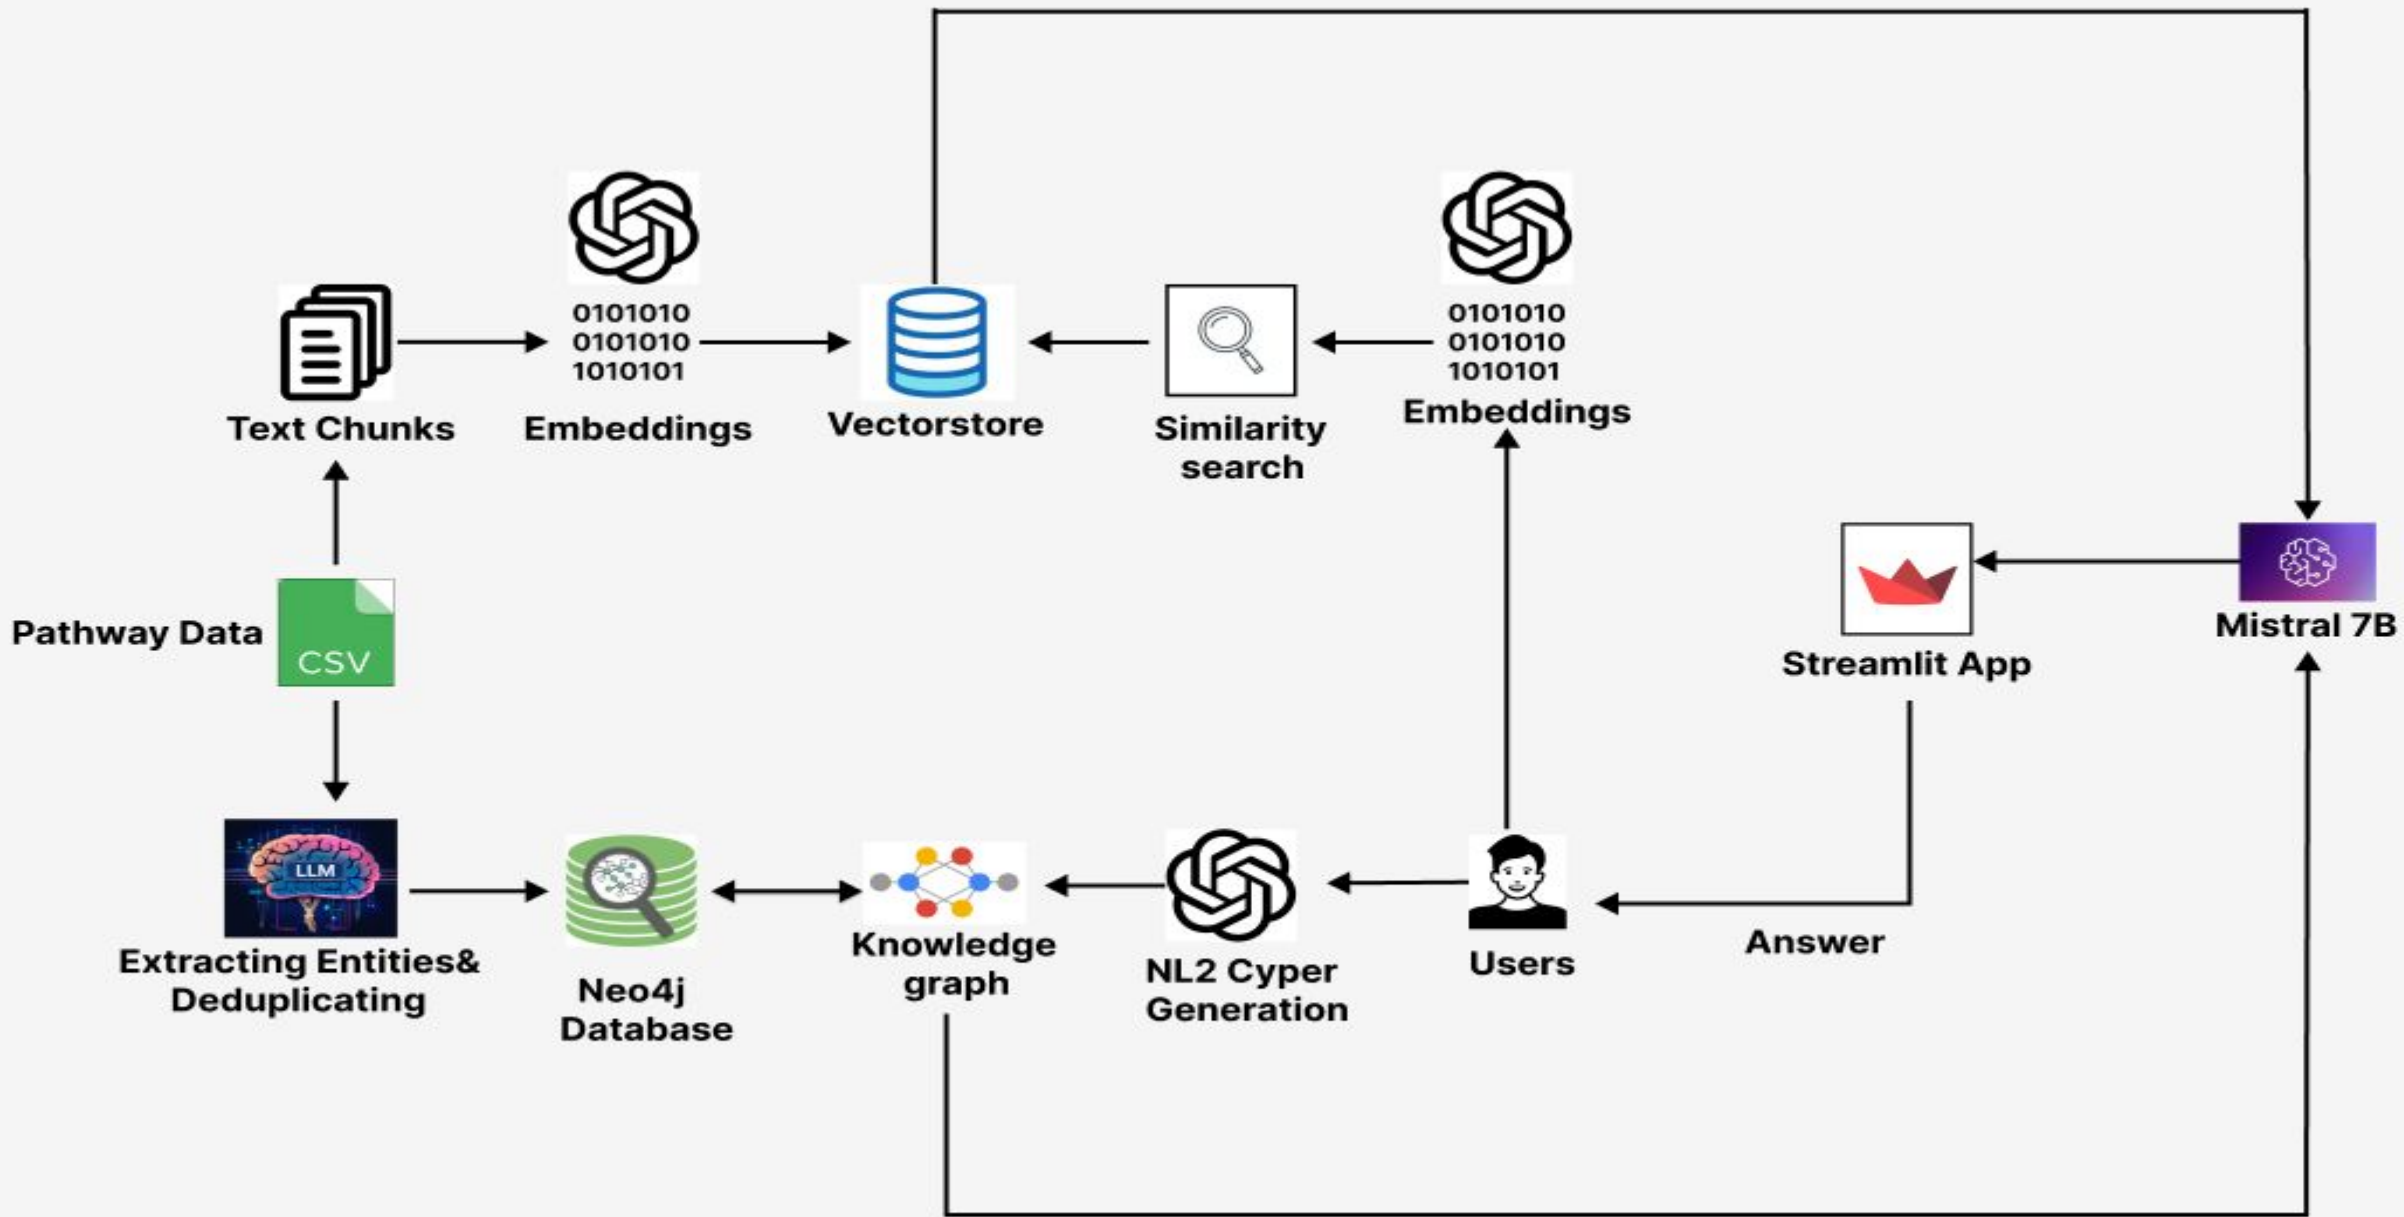 0101010
0101010
1010101
0101010
0101010
1010101
Text Chunks
Embeddings
Vectorstore
Similarity
search
Embeddings
Pathway Data
CSV
Streamlit App
Mistral 7B
LLM
Extracting Entities&
Deduplicating
Neo4j
Database
Knowledge
graph
NL2 Cyper
Generation
Users
Answer